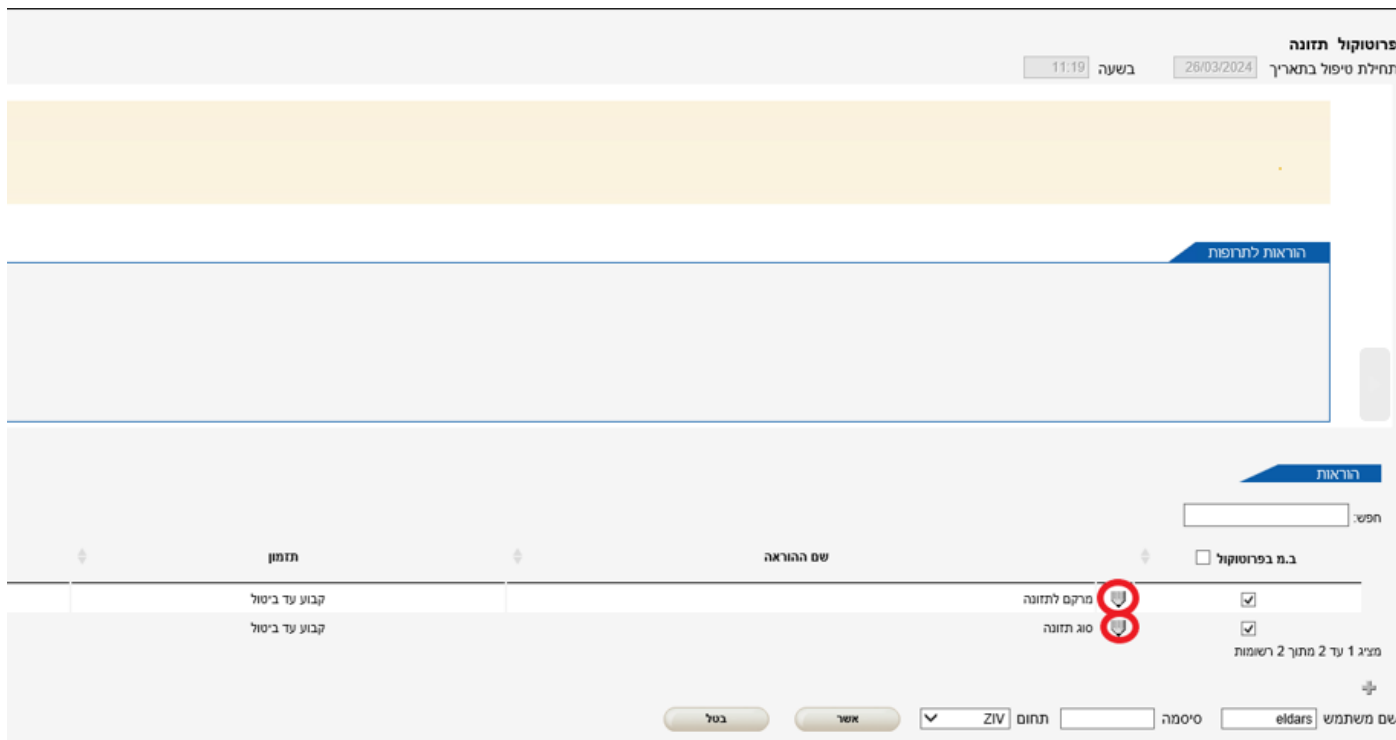 פרוטוקול תזונה
תחילת טיפול בתאריך 26/03/2024 בשעה 11:19
הוראות לתרופות
הוראות
חפש:
ב.מ בפרוטוקול שם ההוראה תזמון
מרקם לתזונה קבוע עד ביטול
סוג תזונה קבוע עד ביטול
מציג 1 עד 2 מתוך 2 רשומות
שם משתמש eldars סיסמה תחום ZIV אשר בטל